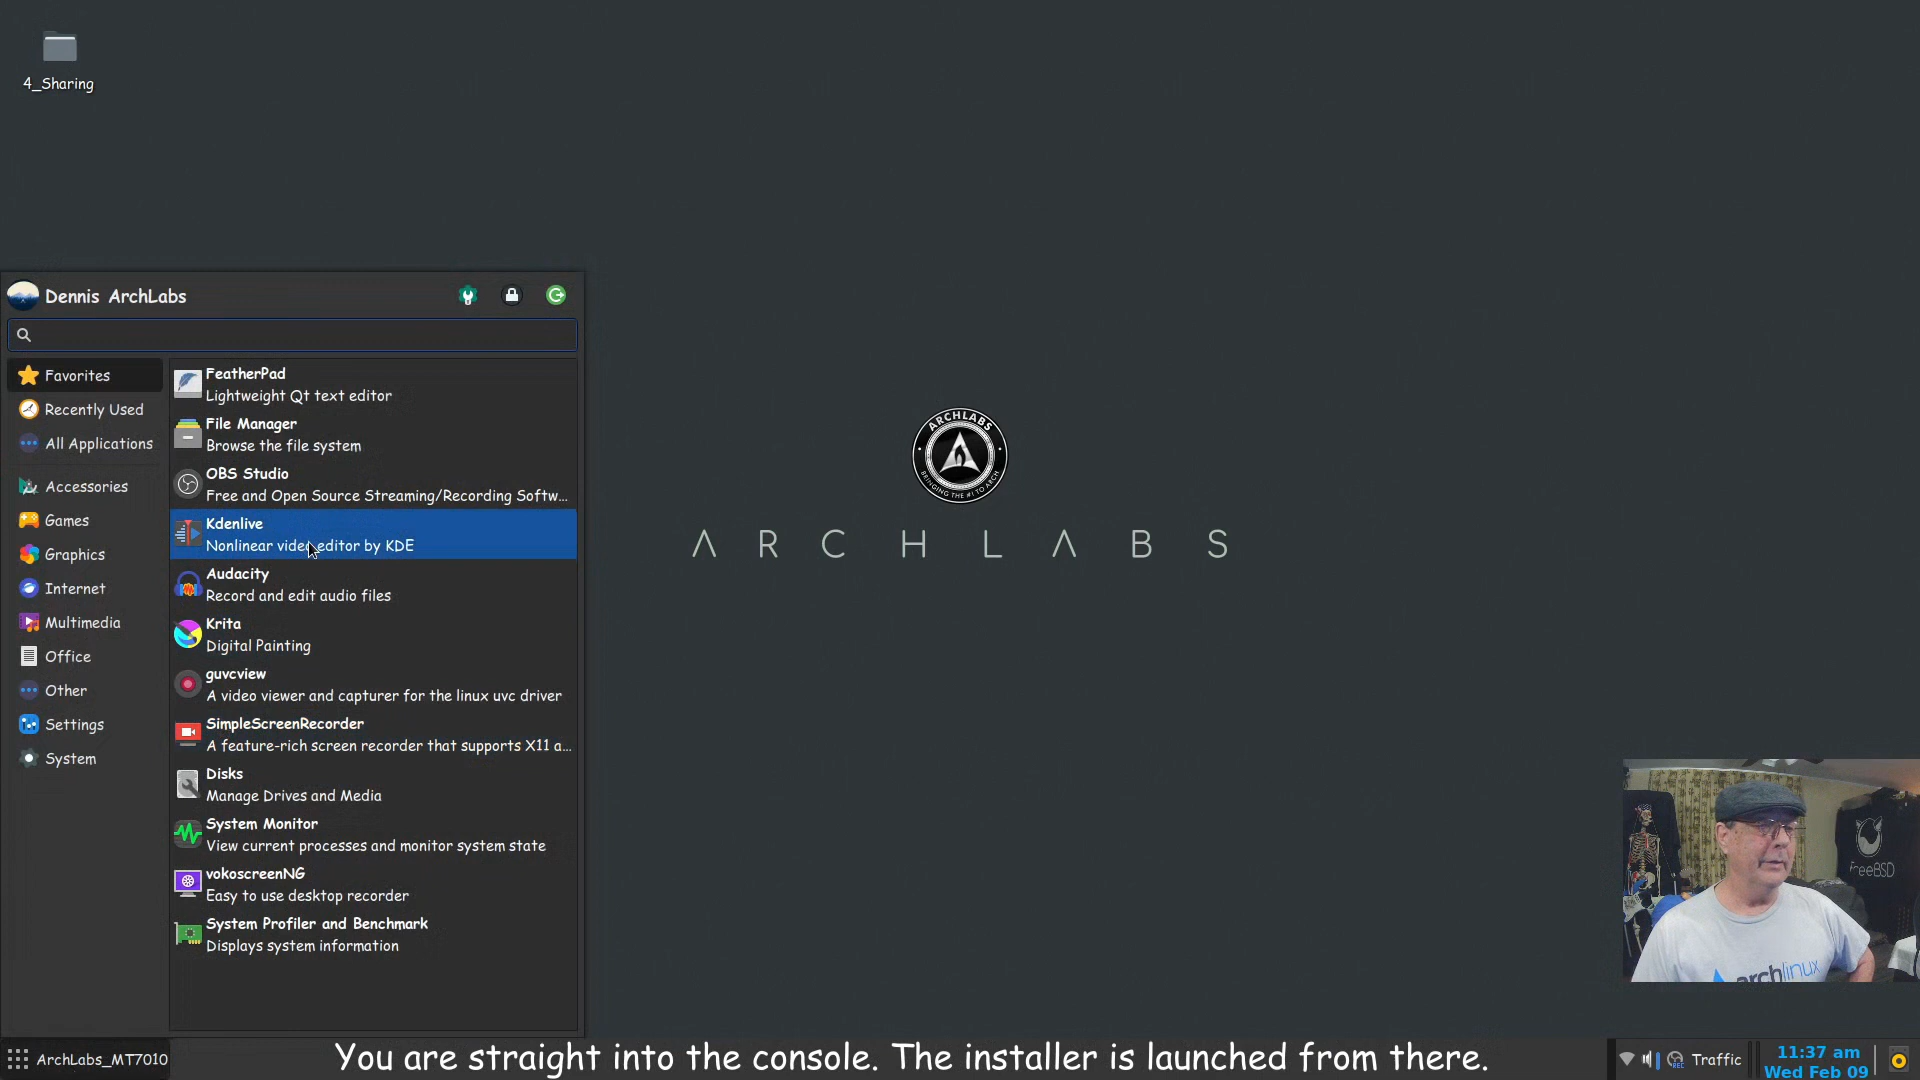 4_Sharing
Dennis ArchLabs
Favorites
Recently Used
All Applications
Accessories
Games
Graphics
Internet
Multimedia
Office
Other
Settings
System
FeatherPad
Lightweight Qt text editor
File Manager
Browse the file system
OBS Studio
Free and Open Source Streaming/Recording Softw...
Kdenlive
Nonlinear video editor by KDE
Audacity
Record and edit audio files
Krita
Digital Painting
guvcview
A video viewer and capturer for the linux uvc driver
SimpleScreenRecorder
A feature-rich screen recorder that supports X11 a...
Disks
Manage Drives and Media
System Monitor
View current processes and monitor system state
vokoscreenNG
Easy to use desktop recorder
System Profiler and Benchmark
Displays system information
ARCHLABS
BRINGING THE #! TO ARCH
ARCHLABS
FreeBSD
archlinux
ArchLabs_MT7010
You are straight into the console. The installer is launched from there.
REC
Traffic
11:37 am
Wed Feb 09